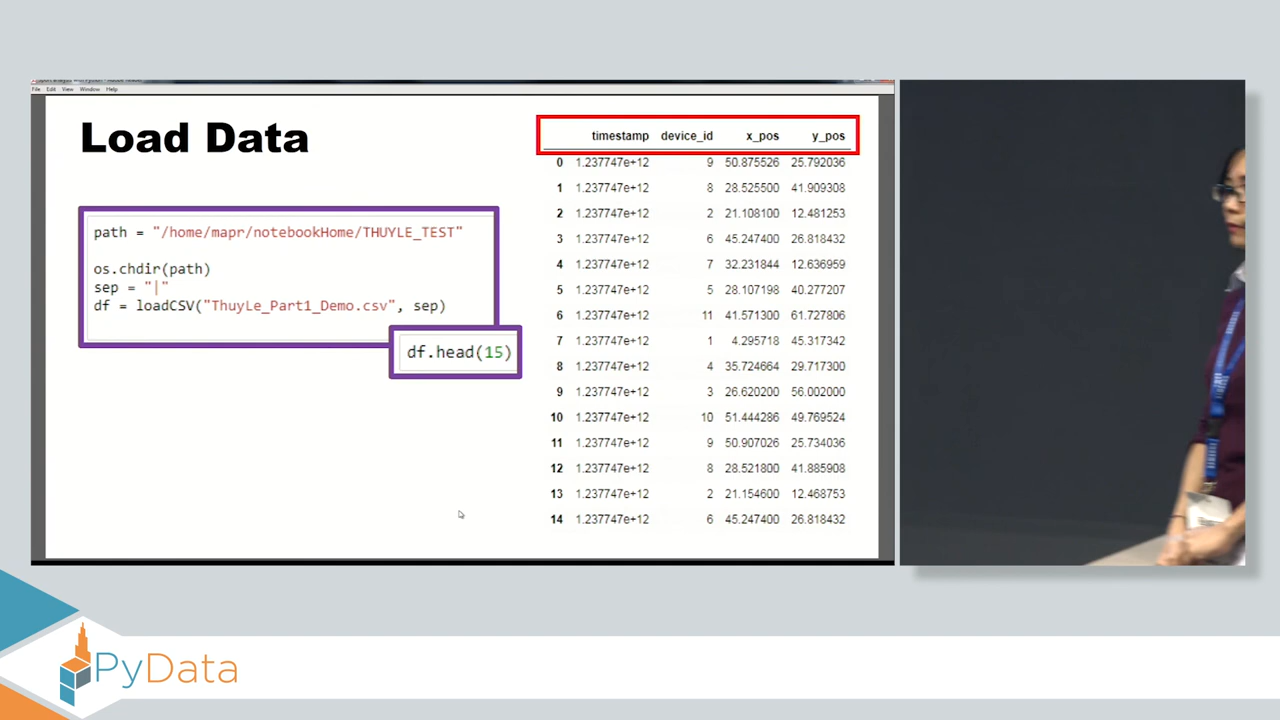 File Edit View Window Help
Load Data
path = "/home/mapr/notebookHome/THUYLE_TEST"
os.chdir(path)
sep = "|"
df = loadCSV("ThuyLe_Part1_Demo.csv", sep)
df.head(15)
timestamp device_id x_pos y_pos
0 1.237747e+12 9 50.875526 25.792036
1 1.237747e+12 8 28.525500 41.909308
2 1.237747e+12 2 21.108100 12.481253
3 1.237747e+12 6 45.247400 26.818432
4 1.237747e+12 7 32.231844 12.636959
5 1.237747e+12 5 28.107198 40.277207
6 1.237747e+12 11 41.571300 61.727806
7 1.237747e+12 1 4.295718 45.317342
8 1.237747e+12 4 35.724664 29.717300
9 1.237747e+12 3 26.620200 56.002000
10 1.237747e+12 10 51.444286 49.769524
11 1.237747e+12 9 50.907026 25.734036
12 1.237747e+12 8 28.521800 41.885908
13 1.237747e+12 2 21.154600 12.468753
14 1.237747e+12 6 45.247400 26.818432
PyData